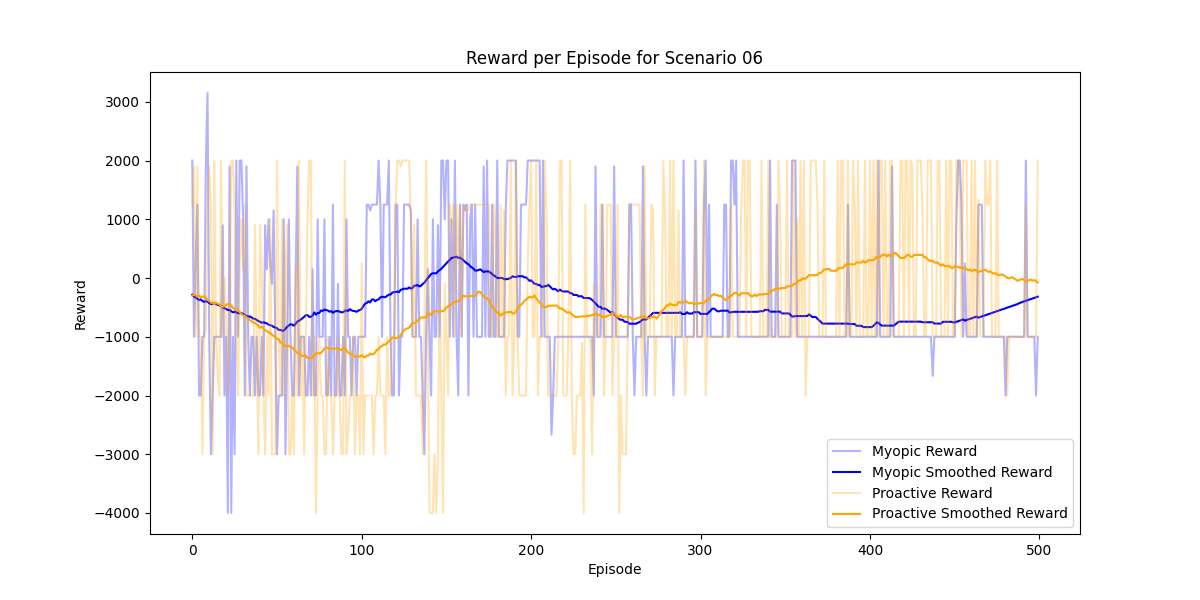 Reward per Episode for Scenario 06
3000
2000
1000
0
−1000
−2000
−3000
−4000
Reward
0 100 200 300 400 500
Episode
Myopic Reward
Myopic Smoothed Reward
Proactive Reward
Proactive Smoothed Reward